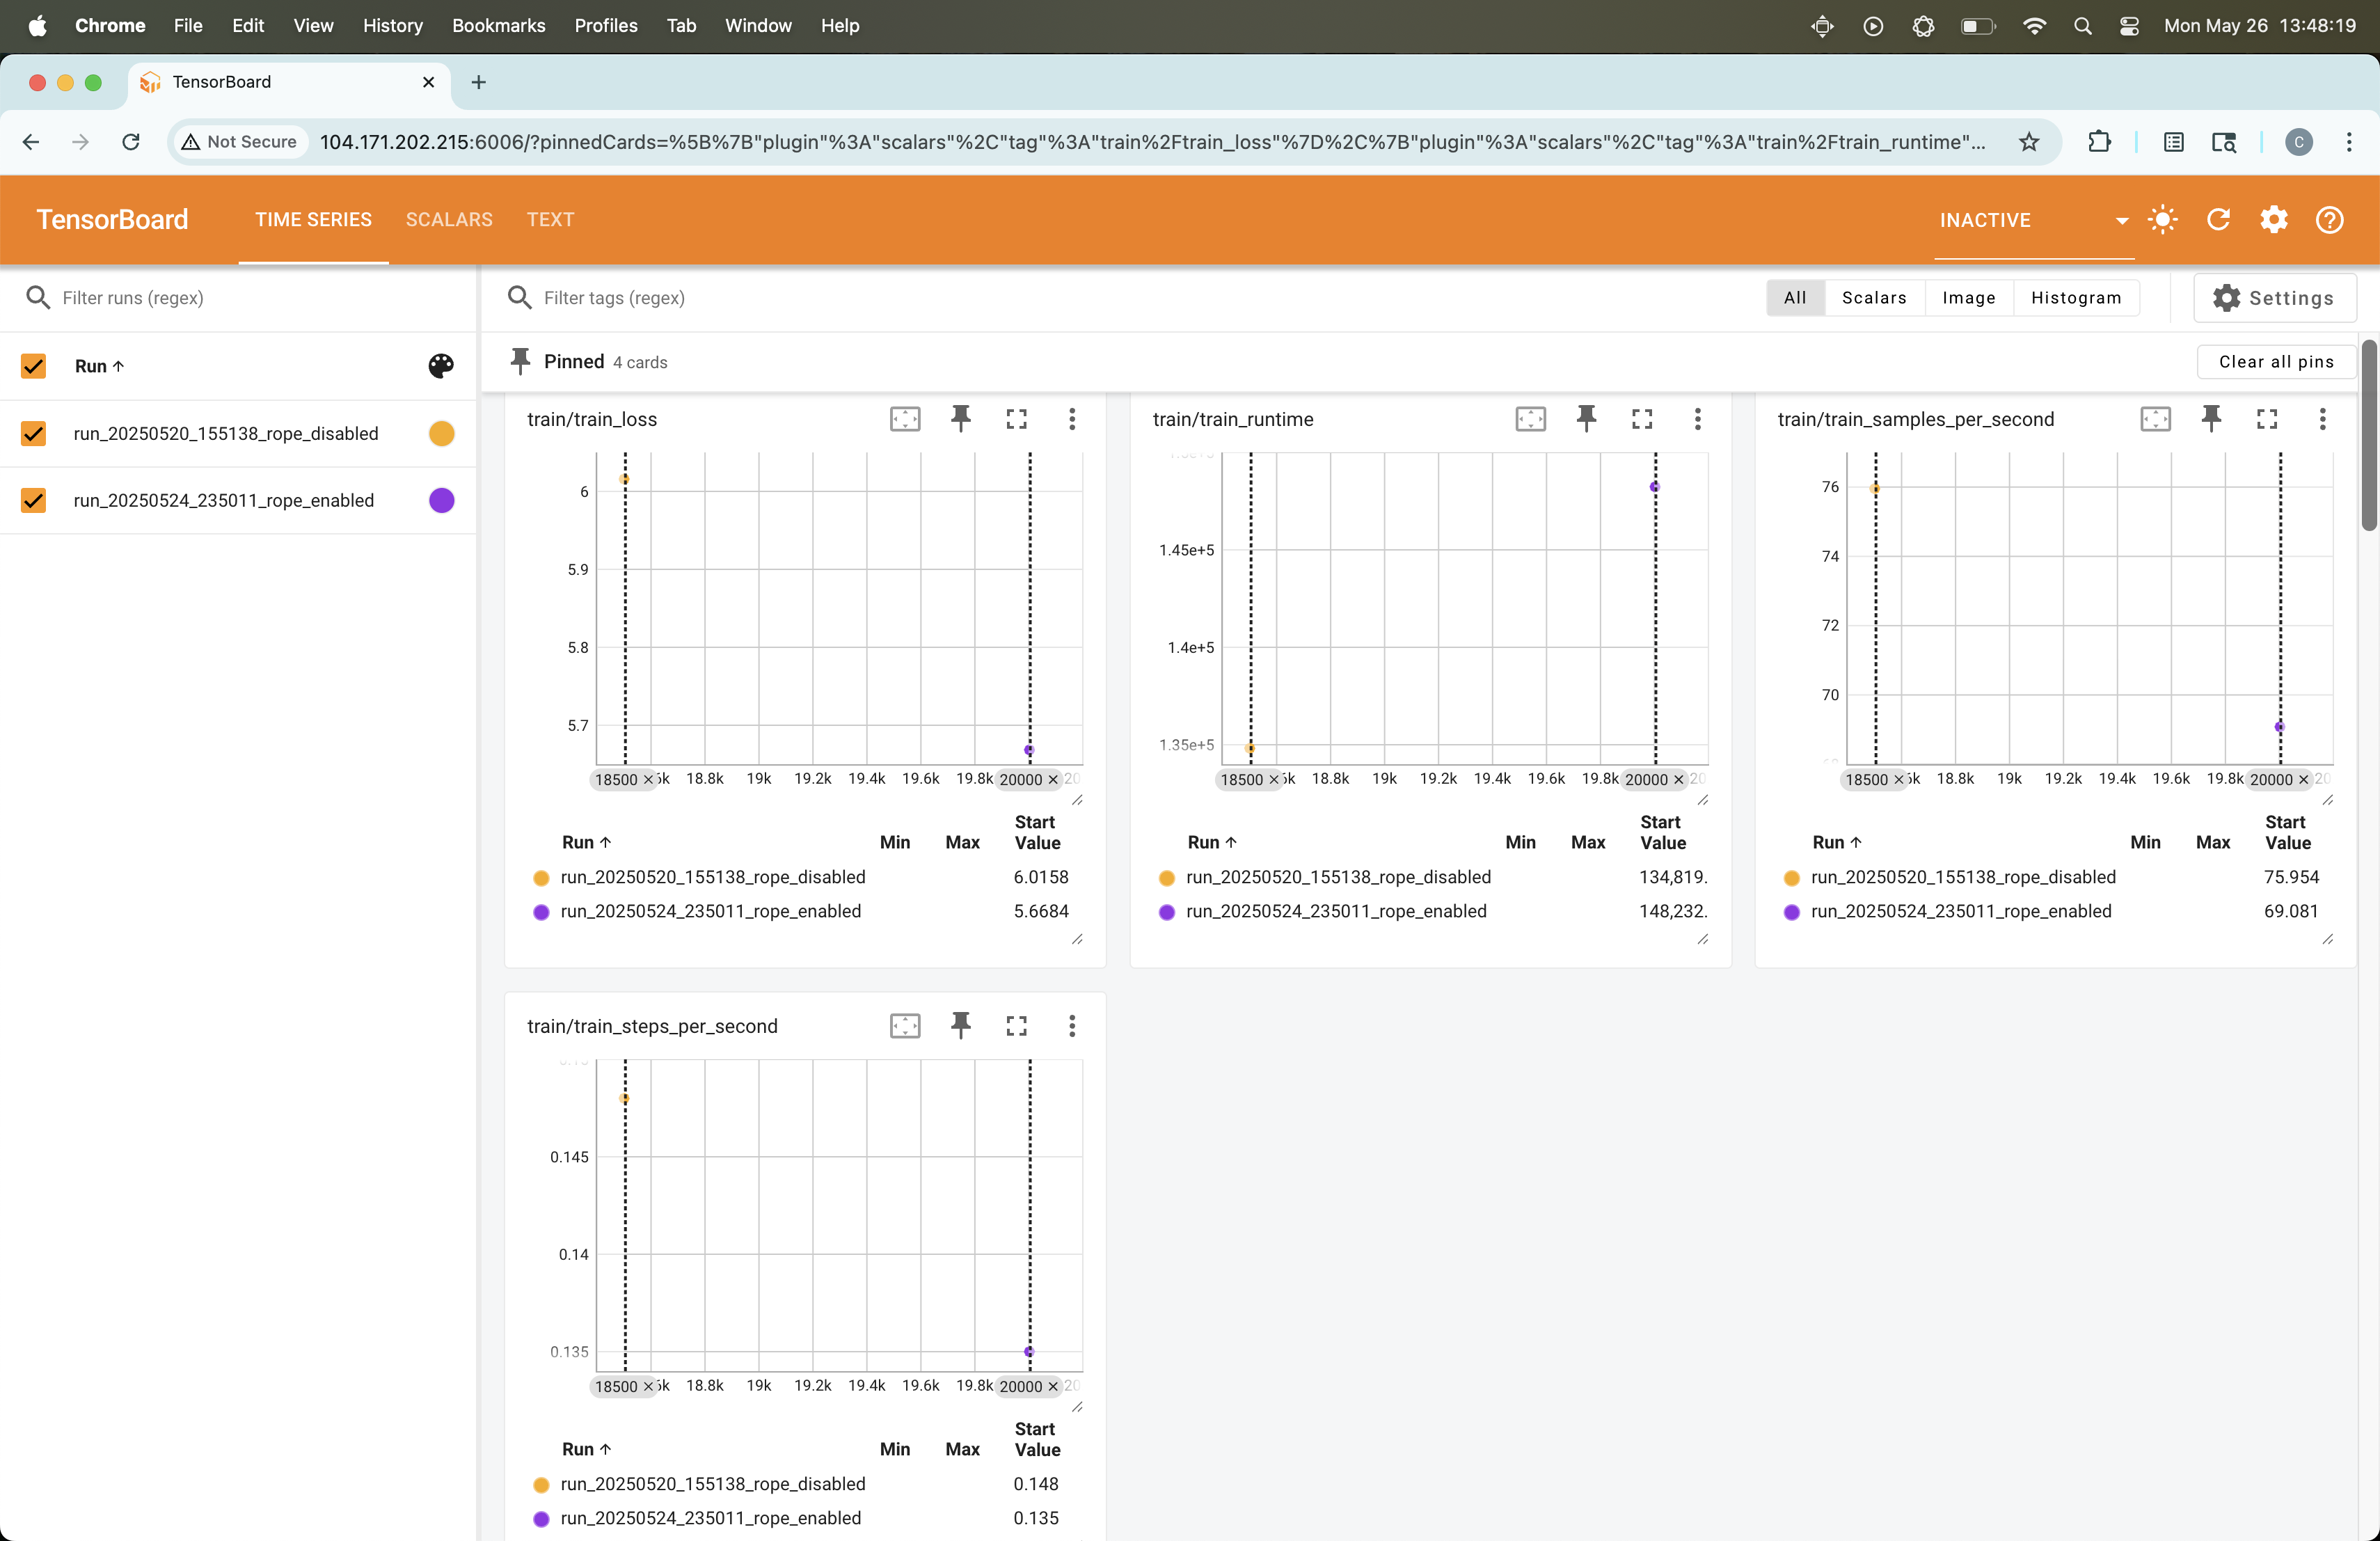 Chrome File Edit View History Bookmarks Profiles Tab Window Help Mon May 26 13:48:19
TensorBoard
Not Secure 104.171.202.215:6006/?pinnedCards=%5B%7B"plugin"%3A"scalars"%2C"tag"%3A"train%2Ftrain_loss"%7D%2C%7B"plugin"%3A"scalars"%2C"tag"%3A"train%2Ftrain_runtime"... C
TensorBoard TIME SERIES SCALARS TEXT INACTIVE
Filter runs (regex)
Run ↑
run_20250520_155138_rope_disabled
run_20250524_235011_rope_enabled
Filter tags (regex) All Scalars Image Histogram Settings
Pinned 4 cards Clear all pins
train/train_loss
6
5.9
5.8
5.7
18500 × 18.8k 19k 19.2k 19.4k 19.6k 19.8k 20000 ×
Run ↑ Min Max Start Value
run_20250520_155138_rope_disabled 6.0158
run_20250524_235011_rope_enabled 5.6684
train/train_runtime
1.45e+5
1.4e+5
1.35e+5
18500 × 18.8k 19k 19.2k 19.4k 19.6k 19.8k 20000 ×
Run ↑ Min Max Start Value
run_20250520_155138_rope_disabled 134,819.
run_20250524_235011_rope_enabled 148,232.
train/train_samples_per_second
76
74
72
70
18500 × 18.8k 19k 19.2k 19.4k 19.6k 19.8k 20000 ×
Run ↑ Min Max Start Value
run_20250520_155138_rope_disabled 75.954
run_20250524_235011_rope_enabled 69.081
train/train_steps_per_second
0.145
0.14
0.135
18500 × 18.8k 19k 19.2k 19.4k 19.6k 19.8k 20000 ×
Run ↑ Min Max Start Value
run_20250520_155138_rope_disabled 0.148
run_20250524_235011_rope_enabled 0.135